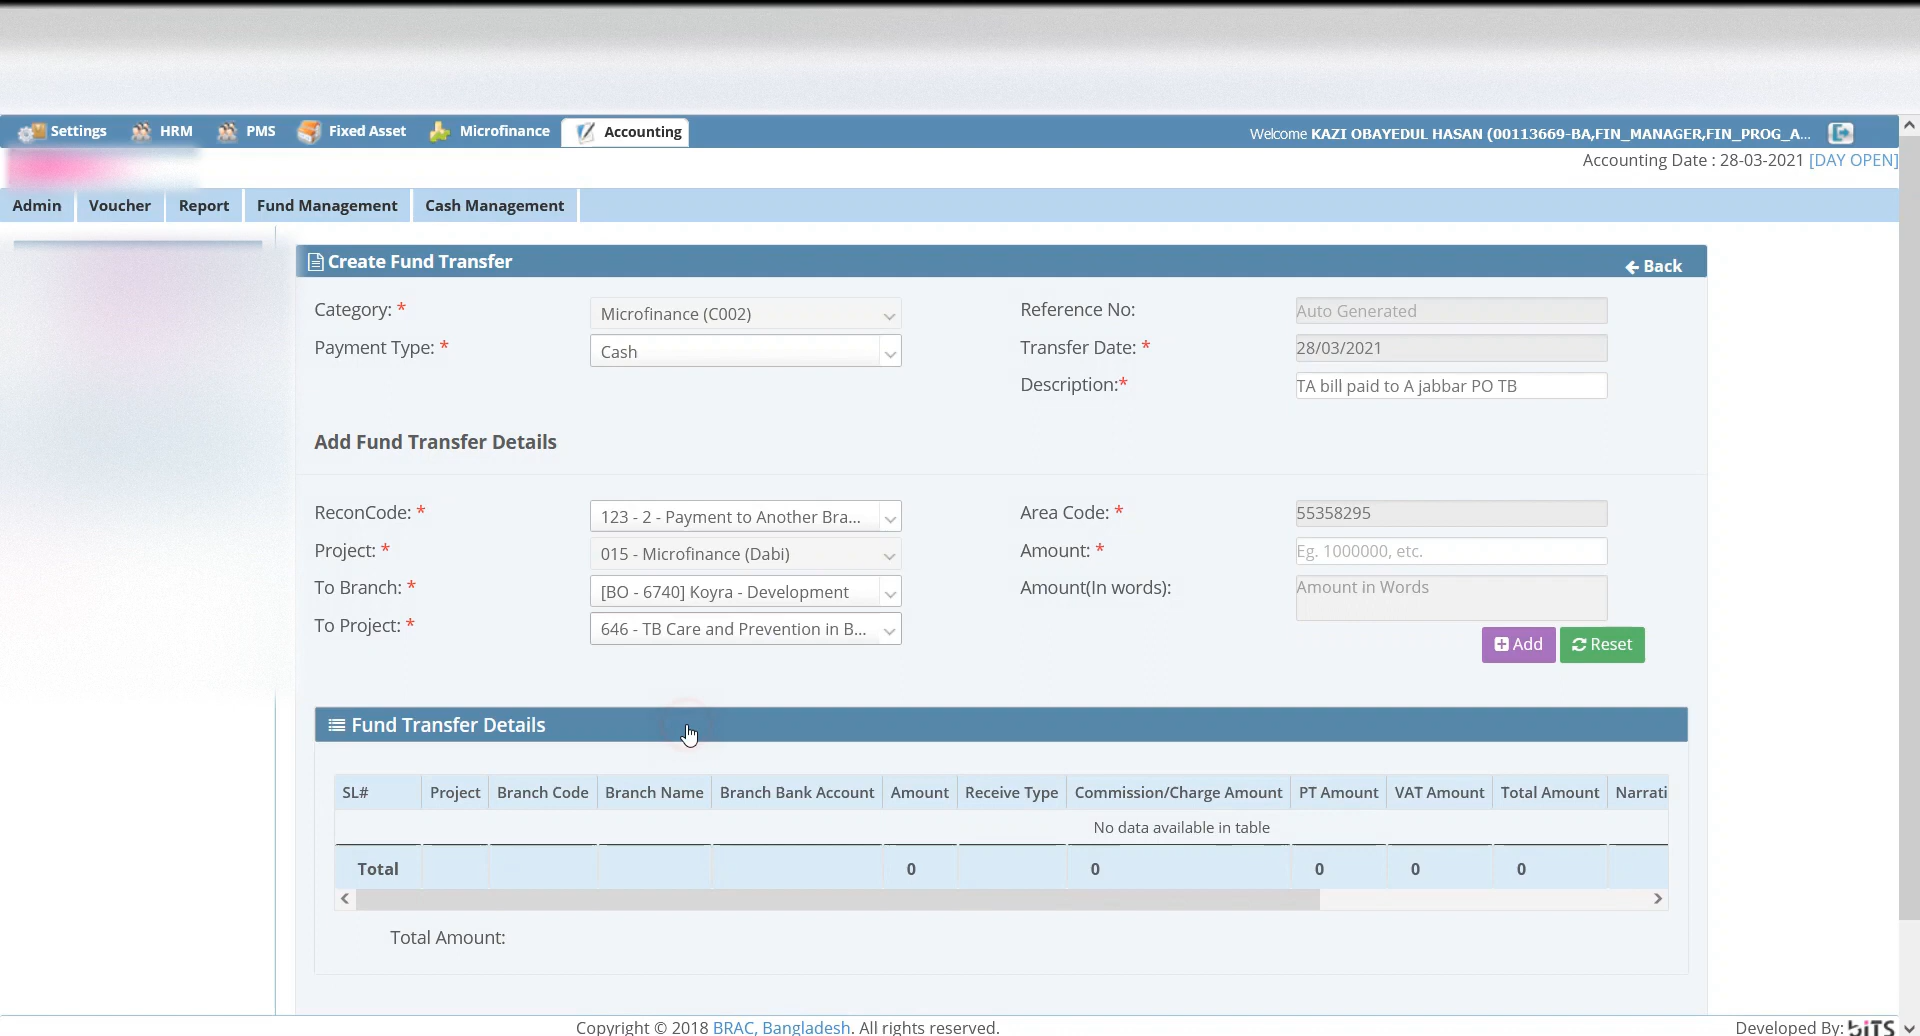 Settings HRM PMS Fixed Asset Microfinance Accounting Welcome KAZI OBAYEDUL HASAN (00113669-BA,FIN_MANAGER,FIN_PROG_A...
Accounting Date : 28-03-2021 [DAY OPEN]
Admin Voucher Report Fund Management Cash Management
Create Fund Transfer Back
Category: * Microfinance (C002) Reference No: Auto Generated
Payment Type: * Cash Transfer Date: * 28/03/2021
Description:* TA bill paid to A jabbar PO TB
Add Fund Transfer Details
ReconCode: * 123 - 2 - Payment to Another Bra... Area Code: * 55358295
Project: * 015 - Microfinance (Dabi) Amount: * Eg. 1000000, etc.
To Branch: * [BO - 6740] Koyra - Development Amount(In words): Amount in Words
To Project: * 646 - TB Care and Prevention in B...
Add Reset
Fund Transfer Details
SL# Project Branch Code Branch Name Branch Bank Account Amount Receive Type Commission/Charge Amount PT Amount VAT Amount Total Amount Narrati
No data available in table
Total 0 0 0 0 0
Total Amount:
Copyright © 2018 BRAC, Bangladesh. All rights reserved. Developed By: biTS